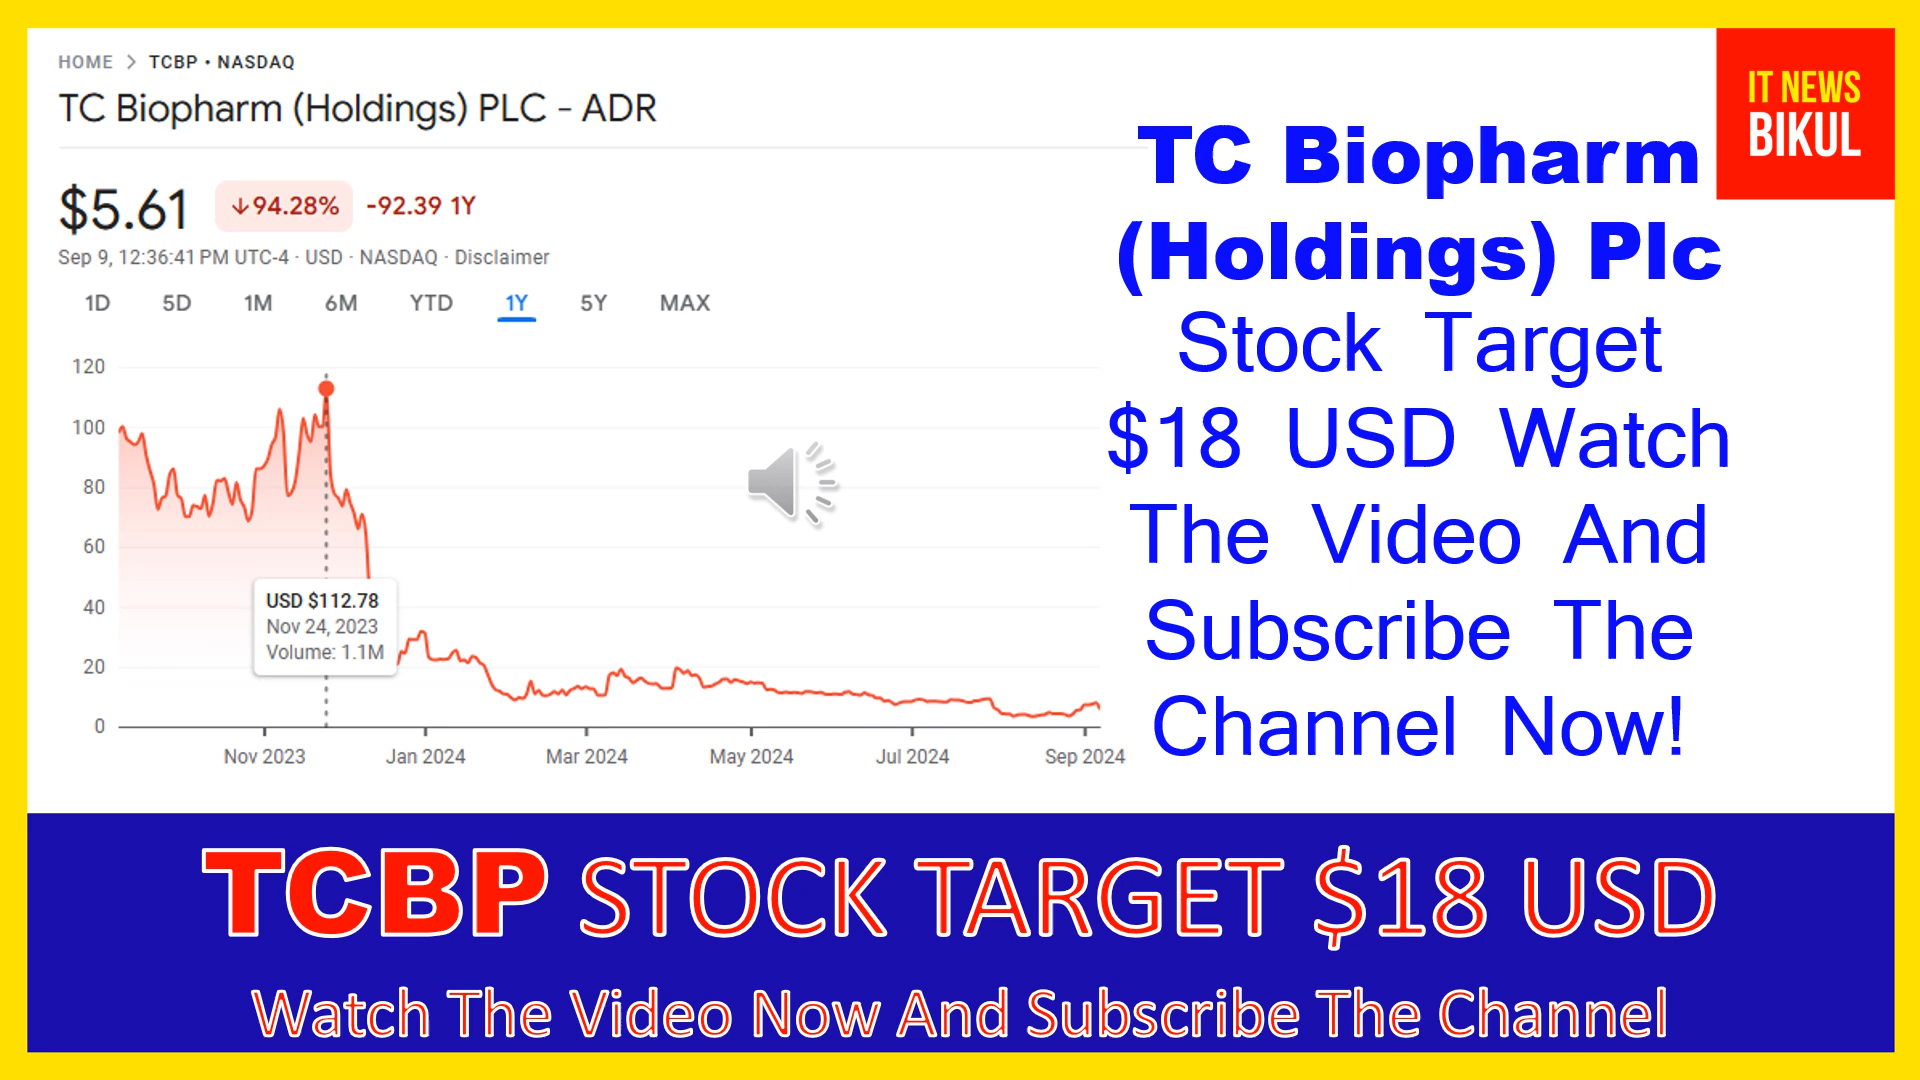 HOME > TCBP • NASDAQ
TC Biopharm (Holdings) PLC - ADR
$5.61 ↓94.28% -92.39 1Y
Sep 9, 12:36:41 PM UTC-4 · USD · NASDAQ · Disclaimer
1D 5D 1M 6M YTD 1Y 5Y MAX
120
100
80
60
40
20
0
USD $112.78
Nov 24, 2023
Volume: 1.1M
Nov 2023 Jan 2024 Mar 2024 May 2024 Jul 2024 Sep 2024
IT NEWS
BIKUL
TC Biopharm
(Holdings) Plc
Stock Target
$18 USD Watch
The Video And
Subscribe The
Channel Now!
TCBP STOCK TARGET $18 USD
Watch The Video Now And Subscribe The Channel